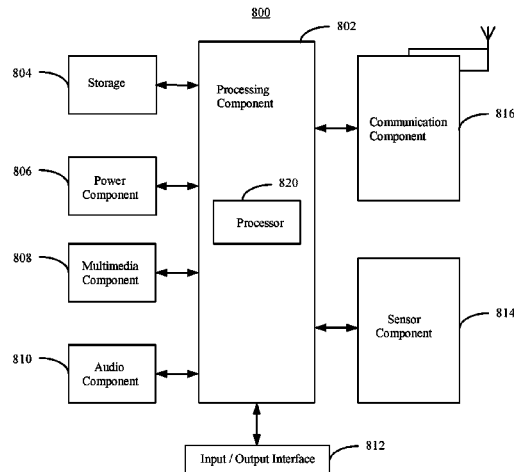 800
802
804
Storage
Processing
Component
Communication
Component
816
806
Power
Component
820
Processor
808
Multimedia
Component
Sensor
Component
814
810
Audio
Component
Input / Output Interface
812